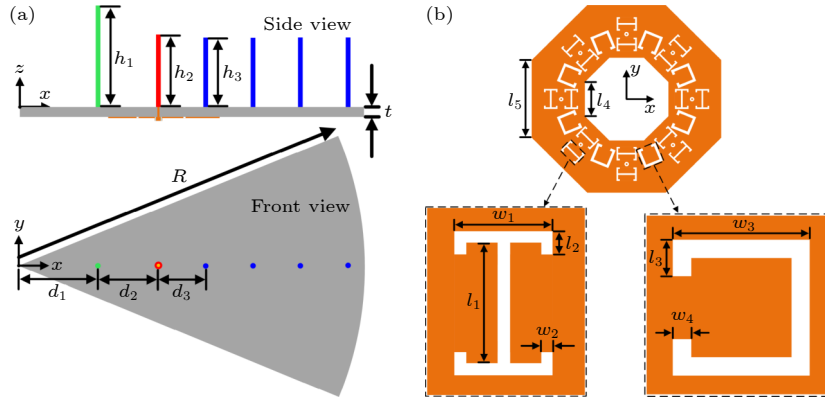 (a)
Side view
h₁
h₂
h₃
z
x
t
R
Front view
y
x
d₁
d₂
d₃
(b)
l₅
y
l₄
x
w₁
l₂
l₁
w₂
w₃
l₃
w₄